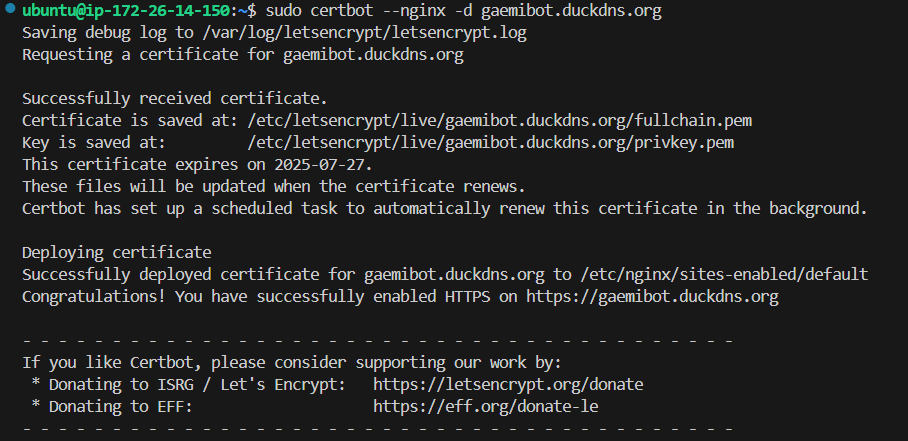 ubuntu@ip-172-26-14-150:~$ sudo certbot --nginx -d gaemibot.duckdns.org
Saving debug log to /var/log/letsencrypt/letsencrypt.log
Requesting a certificate for gaemibot.duckdns.org

Successfully received certificate.
Certificate is saved at: /etc/letsencrypt/live/gaemibot.duckdns.org/fullchain.pem
Key is saved at:         /etc/letsencrypt/live/gaemibot.duckdns.org/privkey.pem
This certificate expires on 2025-07-27.
These files will be updated when the certificate renews.
Certbot has set up a scheduled task to automatically renew this certificate in the background.

Deploying certificate
Successfully deployed certificate for gaemibot.duckdns.org to /etc/nginx/sites-enabled/default
Congratulations! You have successfully enabled HTTPS on https://gaemibot.duckdns.org

- - - - - - - - - - - - - - - - - - - - - - - - - - - - - - - - - - - - - - - -
If you like Certbot, please consider supporting our work by:
 * Donating to ISRG / Let's Encrypt:   https://letsencrypt.org/donate
 * Donating to EFF:                    https://eff.org/donate-le
- - - - - - - - - - - - - - - - - - - - - - - - - - - - - - - - - - - - - - - -